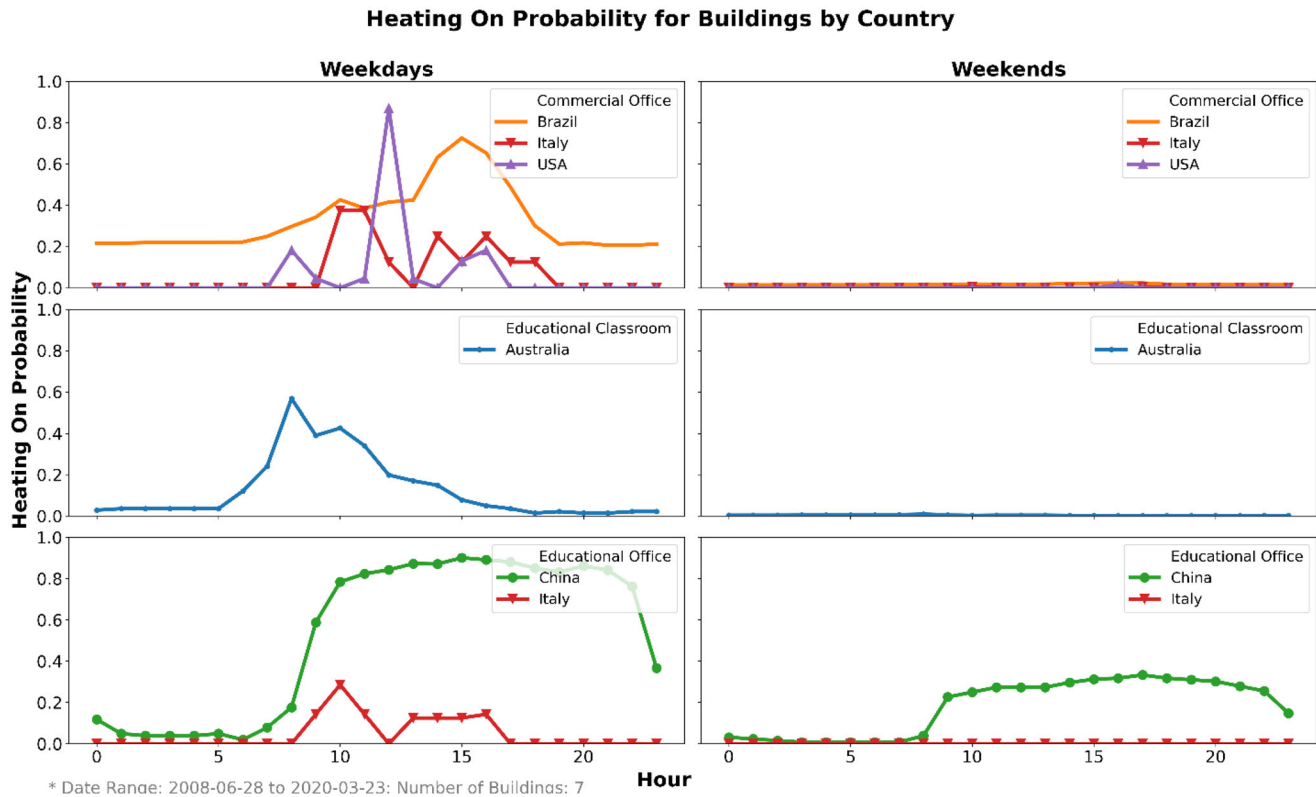 Heating On Probability for Buildings by Country
Weekdays
Weekends
1.0
0.8
0.6
0.4
0.2
0.0
Commercial Office
Brazil
Italy
USA
Commercial Office
Brazil
Italy
USA
1.0
0.8
0.6
0.4
0.2
0.0
Educational Classroom
Australia
Educational Classroom
Australia
1.0
0.8
0.6
0.4
0.2
0.0
Educational Office
China
Italy
Educational Office
China
Italy
Heating On Probability
0 5 10 15 20
0 5 10 15 20
Hour
* Date Range: 2008-06-28 to 2020-03-23; Number of Buildings: 7